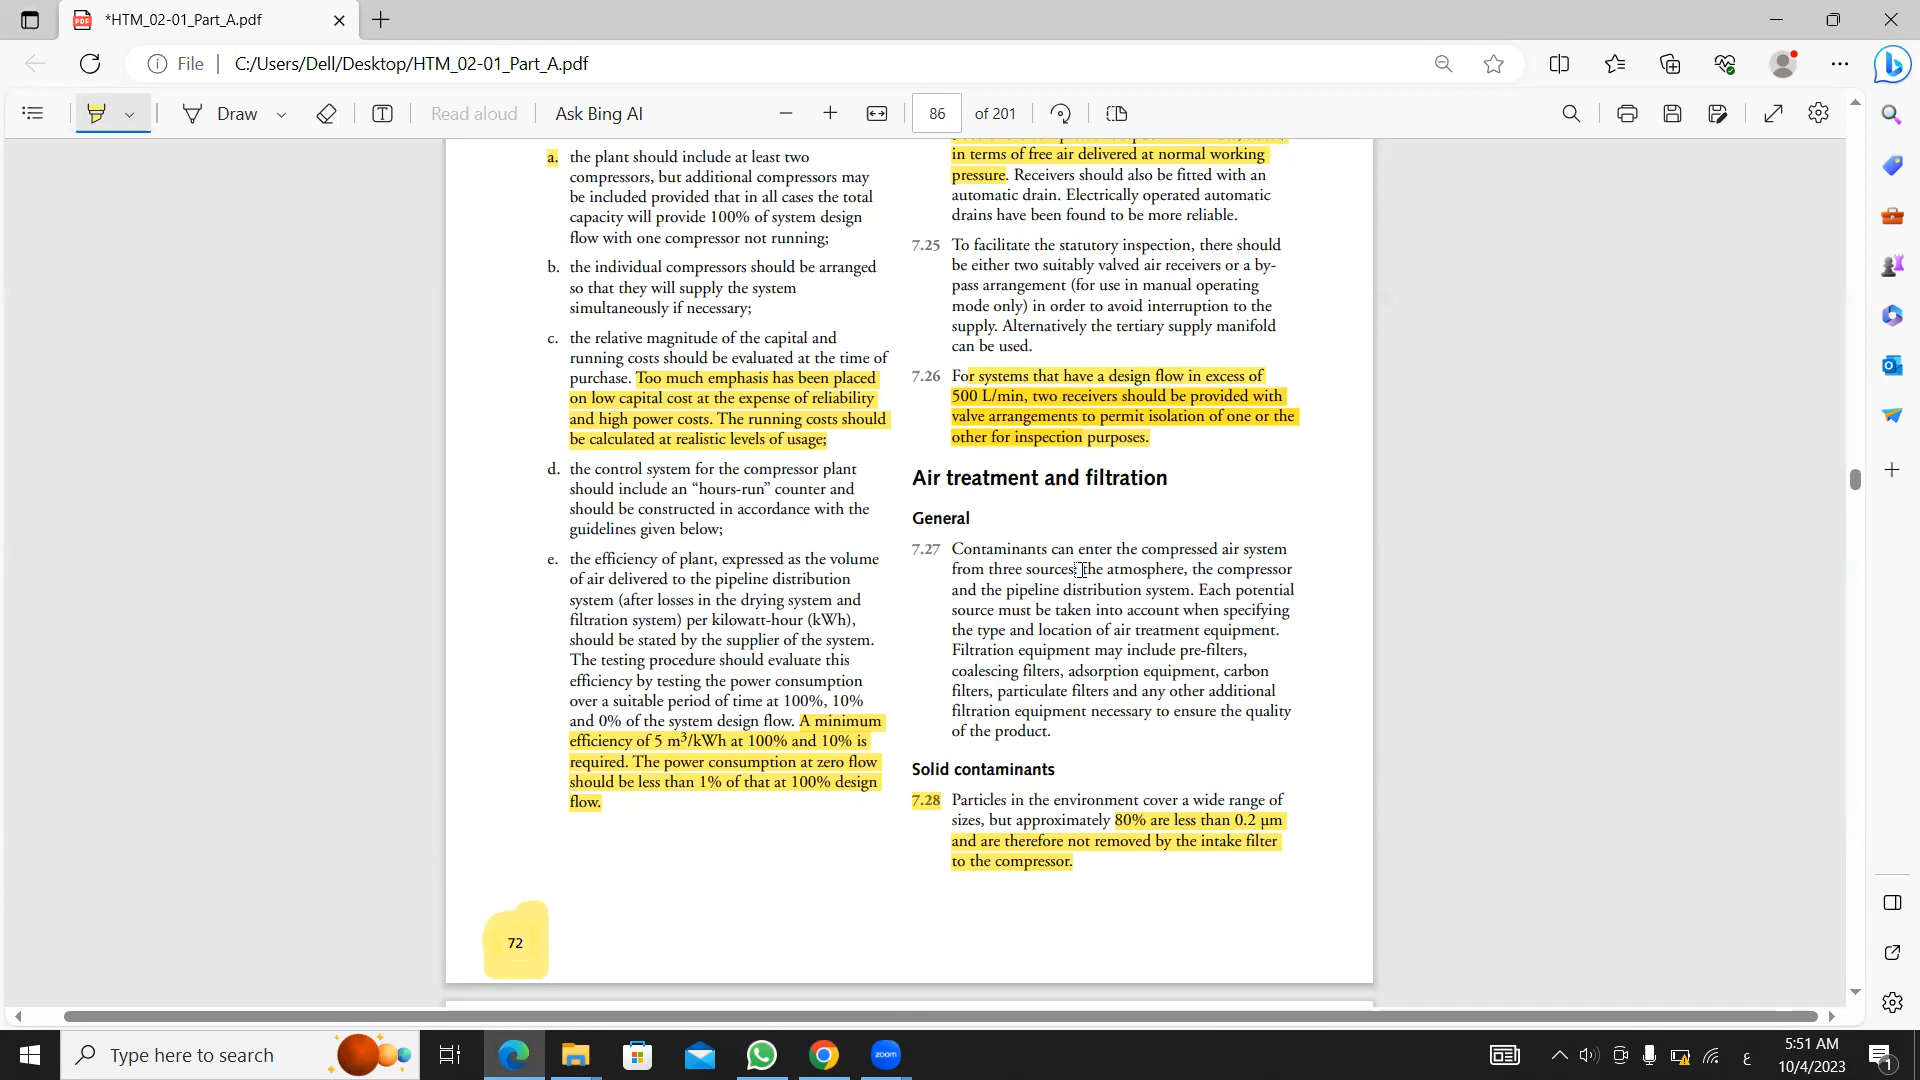 *HTM_02-01_Part_A.pdf
File
C:/Users/Dell/Desktop/HTM_02-01_Part_A.pdf
Draw
Read aloud
Ask Bing AI
86 of 201
a. the plant should include at least two
compressors, but additional compressors may
be included provided that in all cases the total
capacity will provide 100% of system design
flow with one compressor not running;
b. the individual compressors should be arranged
so that they will supply the system
simultaneously if necessary;
c. the relative magnitude of the capital and
running costs should be evaluated at the time of
purchase. Too much emphasis has been placed
on low capital cost at the expense of reliability
and high power costs. The running costs should
be calculated at realistic levels of usage;
d. the control system for the compressor plant
should include an “hours-run” counter and
should be constructed in accordance with the
guidelines given below;
e. the efficiency of plant, expressed as the volume
of air delivered to the pipeline distribution
system (after losses in the drying system and
filtration system) per kilowatt-hour (kWh),
should be stated by the supplier of the system.
The testing procedure should evaluate this
efficiency by testing the power consumption
over a suitable period of time at 100%, 10%
and 0% of the system design flow. A minimum
efficiency of 5 m³/kWh at 100% and 10% is
required. The power consumption at zero flow
should be less than 1% of that at 100% design
flow.
72
in terms of free air delivered at normal working
pressure. Receivers should also be fitted with an
automatic drain. Electrically operated automatic
drains have been found to be more reliable.
7.25 To facilitate the statutory inspection, there should
be either two suitably valved air receivers or a by-
pass arrangement (for use in manual operating
mode only) in order to avoid interruption to the
supply. Alternatively the tertiary supply manifold
can be used.
7.26 For systems that have a design flow in excess of
500 L/min, two receivers should be provided with
valve arrangements to permit isolation of one or the
other for inspection purposes.
Air treatment and filtration
General
7.27 Contaminants can enter the compressed air system
from three sources: the atmosphere, the compressor
and the pipeline distribution system. Each potential
source must be taken into account when specifying
the type and location of air treatment equipment.
Filtration equipment may include pre-filters,
coalescing filters, adsorption equipment, carbon
filters, particulate filters and any other additional
filtration equipment necessary to ensure the quality
of the product.
Solid contaminants
7.28 Particles in the environment cover a wide range of
sizes, but approximately 80% are less than 0.2 µm
and are therefore not removed by the intake filter
to the compressor.
Type here to search
zoom
ع
5:51 AM
10/4/2023
1